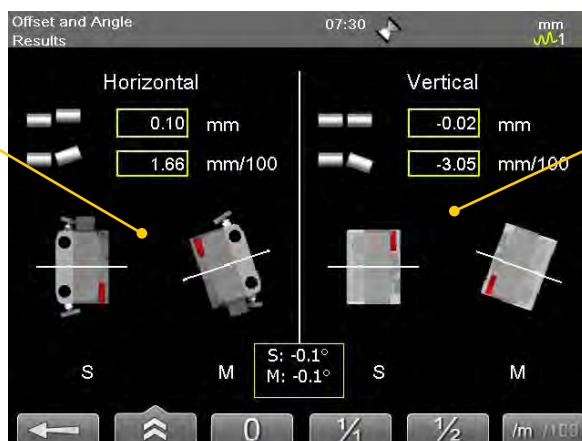 Offset and Angle
Results
07:30
mm
1
Horizontal
Vertical
0.10 mm
-0.02 mm
1.66 mm/100
-3.05 mm/100
S
M
S: -0.1°
M: -0.1°
S
M
0
1/1
1/2
/m /100